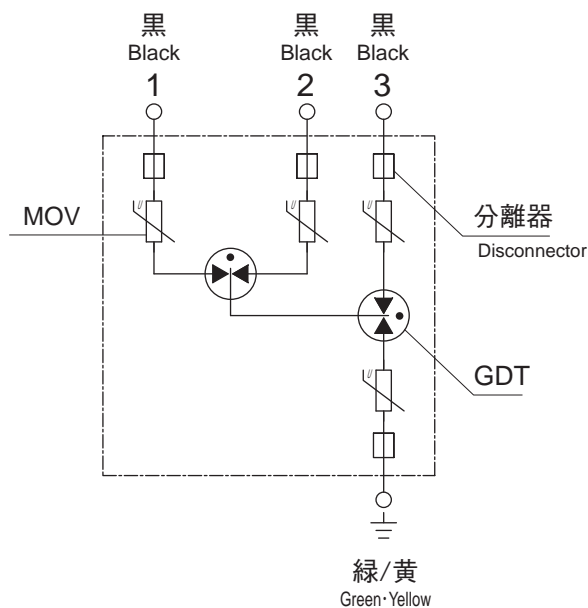 黒 黒 黒
Black Black Black
1 2 3
U U U
MOV
分離器
Disconnector
GDT
U
緑/黄
Green·Yellow